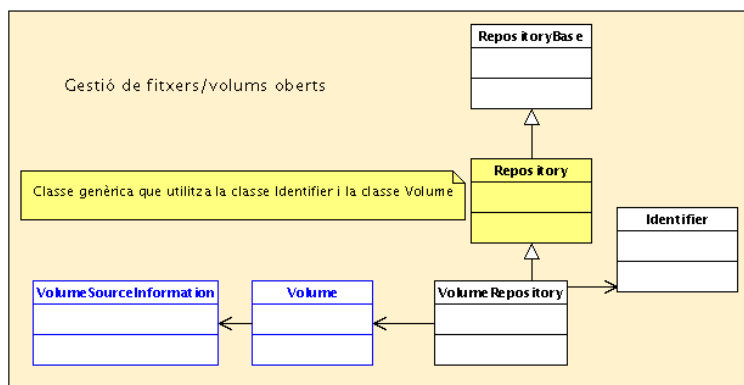 RepositoryBase
Gestió de fitxers/volums oberts
Repository
Classe genèrica que utilitza la classe Identifier i la classe Volume
Identifier
VolumeSourceInformation
Volume
VolumeRepository